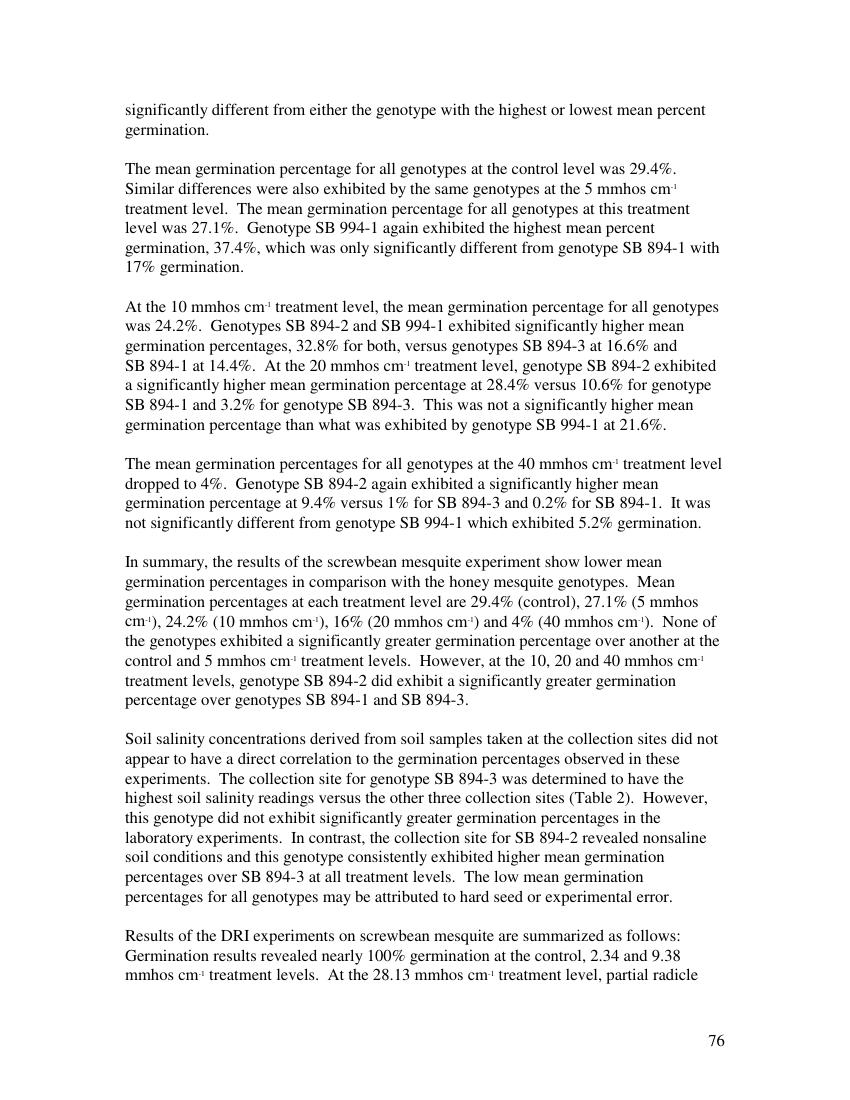 significantly different from either the genotype with the highest or lowest mean percent
germination.
The mean germination percentage for all genotypes at the control level was 29.4%.
Similar differences were also exhibited by the same genotypes at the 5 mmhos cm⁻¹
treatment level.  The mean germination percentage for all genotypes at this treatment
level was 27.1%.  Genotype SB 994-1 again exhibited the highest mean percent
germination, 37.4%, which was only significantly different from genotype SB 894-1 with
17% germination.
At the 10 mmhos cm⁻¹ treatment level, the mean germination percentage for all genotypes
was 24.2%.  Genotypes SB 894-2 and SB 994-1 exhibited significantly higher mean
germination percentages, 32.8% for both, versus genotypes SB 894-3 at 16.6% and
SB 894-1 at 14.4%.  At the 20 mmhos cm⁻¹ treatment level, genotype SB 894-2 exhibited
a significantly higher mean germination percentage at 28.4% versus 10.6% for genotype
SB 894-1 and 3.2% for genotype SB 894-3.  This was not a significantly higher mean
germination percentage than what was exhibited by genotype SB 994-1 at 21.6%.
The mean germination percentages for all genotypes at the 40 mmhos cm⁻¹ treatment level
dropped to 4%.  Genotype SB 894-2 again exhibited a significantly higher mean
germination percentage at 9.4% versus 1% for SB 894-3 and 0.2% for SB 894-1.  It was
not significantly different from genotype SB 994-1 which exhibited 5.2% germination.
In summary, the results of the screwbean mesquite experiment show lower mean
germination percentages in comparison with the honey mesquite genotypes.  Mean
germination percentages at each treatment level are 29.4% (control), 27.1% (5 mmhos
cm⁻¹), 24.2% (10 mmhos cm⁻¹), 16% (20 mmhos cm⁻¹) and 4% (40 mmhos cm⁻¹).  None of
the genotypes exhibited a significantly greater germination percentage over another at the
control and 5 mmhos cm⁻¹ treatment levels.  However, at the 10, 20 and 40 mmhos cm⁻¹
treatment levels, genotype SB 894-2 did exhibit a significantly greater germination
percentage over genotypes SB 894-1 and SB 894-3.
Soil salinity concentrations derived from soil samples taken at the collection sites did not
appear to have a direct correlation to the germination percentages observed in these
experiments.  The collection site for genotype SB 894-3 was determined to have the
highest soil salinity readings versus the other three collection sites (Table 2).  However,
this genotype did not exhibit significantly greater germination percentages in the
laboratory experiments.  In contrast, the collection site for SB 894-2 revealed nonsaline
soil conditions and this genotype consistently exhibited higher mean germination
percentages over SB 894-3 at all treatment levels.  The low mean germination
percentages for all genotypes may be attributed to hard seed or experimental error.
Results of the DRI experiments on screwbean mesquite are summarized as follows:
Germination results revealed nearly 100% germination at the control, 2.34 and 9.38
mmhos cm⁻¹ treatment levels.  At the 28.13 mmhos cm⁻¹ treatment level, partial radicle
76